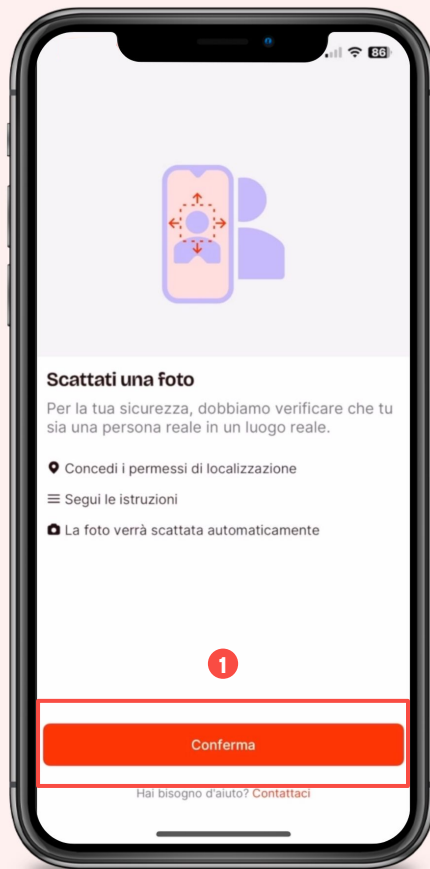 86
Scattati una foto
Per la tua sicurezza, dobbiamo verificare che tu
sia una persona reale in un luogo reale.
Concedi i permessi di localizzazione
Segui le istruzioni
La foto verrà scattata automaticamente
1
Conferma
Hai bisogno d'aiuto? Contattaci